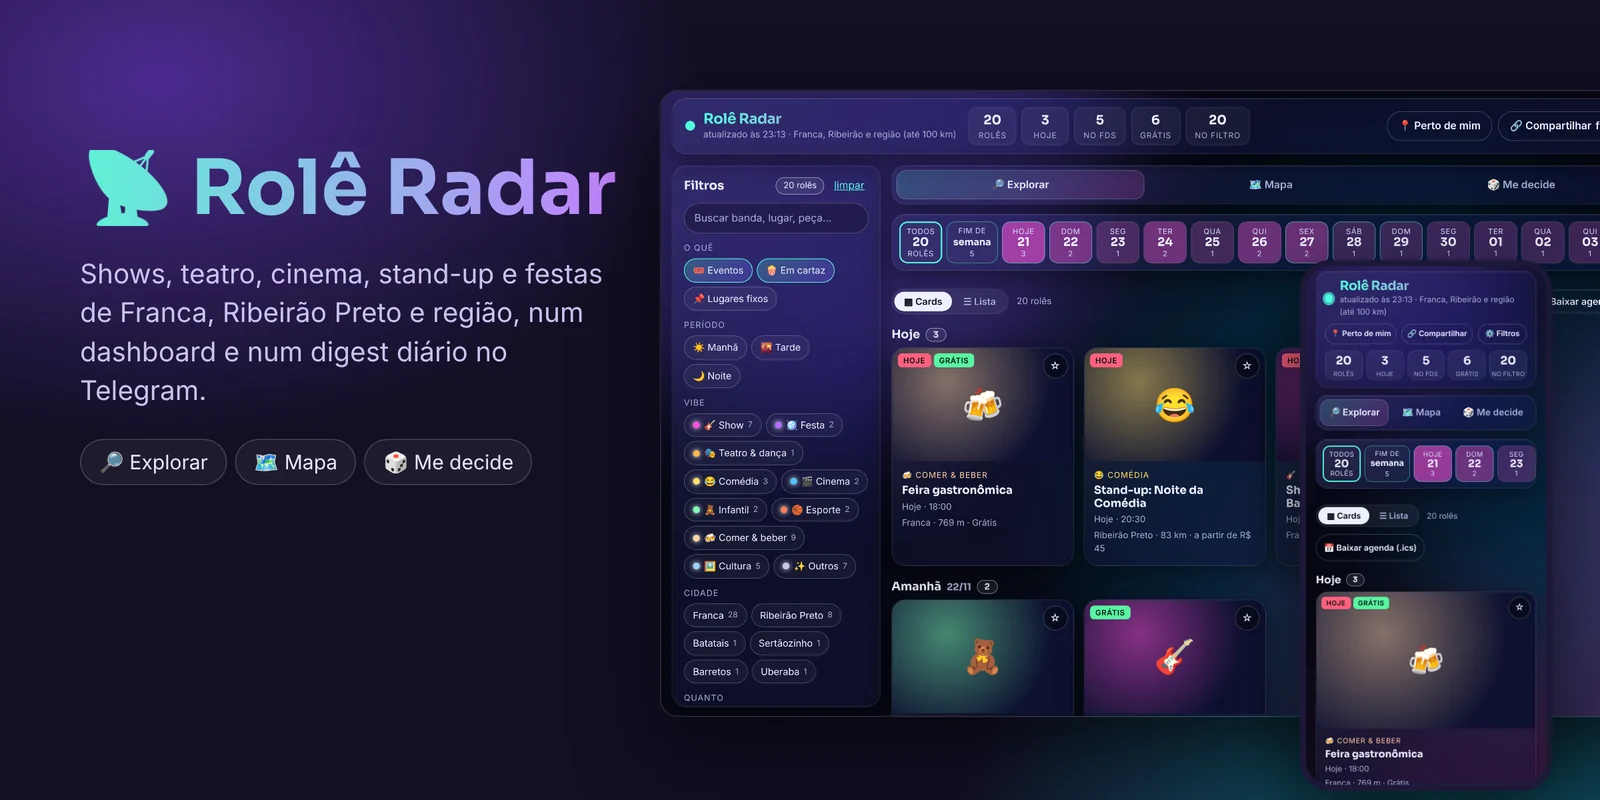 Rolê Radar
Shows, teatro, cinema, stand-up e festas
de Franca, Ribeirão Preto e região, num
dashboard e num digest diário no
Telegram.
🔎 Explorar 🗺️ Mapa 🎲 Me decide
Rolê Radar
atualizado às 23:13 · Franca, Ribeirão e região (até 100 km)
20 3 5 6 20
ROLÊS HOJE NO FDS GRÁTIS NO FILTRO
📍 Perto de mim 🔗 Compartilhar f
Filtros 20 rolês limpar
Buscar banda, lugar, peça...
O QUÊ
🎟️ Eventos 🍿 Em cartaz
📌 Lugares fixos
PERÍODO
☀️ Manhã 🌇 Tarde
🌙 Noite
VIBE
🎸 Show 7 🪩 Festa 2
🎭 Teatro & dança 1
😂 Comédia 3 🎬 Cinema 2
🧸 Infantil 2 🏀 Esporte 2
🍻 Comer & beber 9
🖼️ Cultura 5 ✨ Outros 7
CIDADE
Franca 28 Ribeirão Preto 8
Batatais 1 Sertãozinho 1
Barretos 1 Uberaba 1
QUANTO
🔎 Explorar 🗺️ Mapa 🎲 Me decide
TODOS FIM DE HOJE DOM SEG TER QUA QUI SEX SÁB DOM SEG TER QUA QUI
20 semana 21 22 23 24 25 26 27 28 29 30 01 02 03
ROLÊS 5 3 2 1 2 1 2 2 1 1 1 1 1 1
▦ Cards ☰ Lista 20 rolês
Baixar agen
Hoje 3
HOJE GRÁTIS ☆
🍻 COMER & BEBER
Feira gastronômica
Hoje · 18:00
Franca · 769 m · Grátis
HOJE ☆
😂 COMÉDIA
Stand-up: Noite da
Comédia
Hoje · 20:30
Ribeirão Preto · 83 km · a partir de R$
45
HO
Sh
Ba
Hoj
Fra
Amanhã 22/11 2
☆
GRÁTIS ☆
Rolê Radar
atualizado às 23:13 · Franca, Ribeirão e região
(até 100 km)
📍 Perto de mim 🔗 Compartilhar ⚙️ Filtros
20 3 5 6 20
ROLÊS HOJE NO FDS GRÁTIS NO FILTRO
🔎 Explorar 🗺️ Mapa 🎲 Me decide
TODOS FIM DE HOJE DOM SEG
20 semana 21 22 23
ROLÊS 5 3 2 1
▦ Cards ☰ Lista 20 rolês
📅 Baixar agenda (.ics)
Hoje 3
HOJE GRÁTIS ☆
🍻 COMER & BEBER
Feira gastronômica
Hoje · 18:00
Franca · 769 m · Grátis